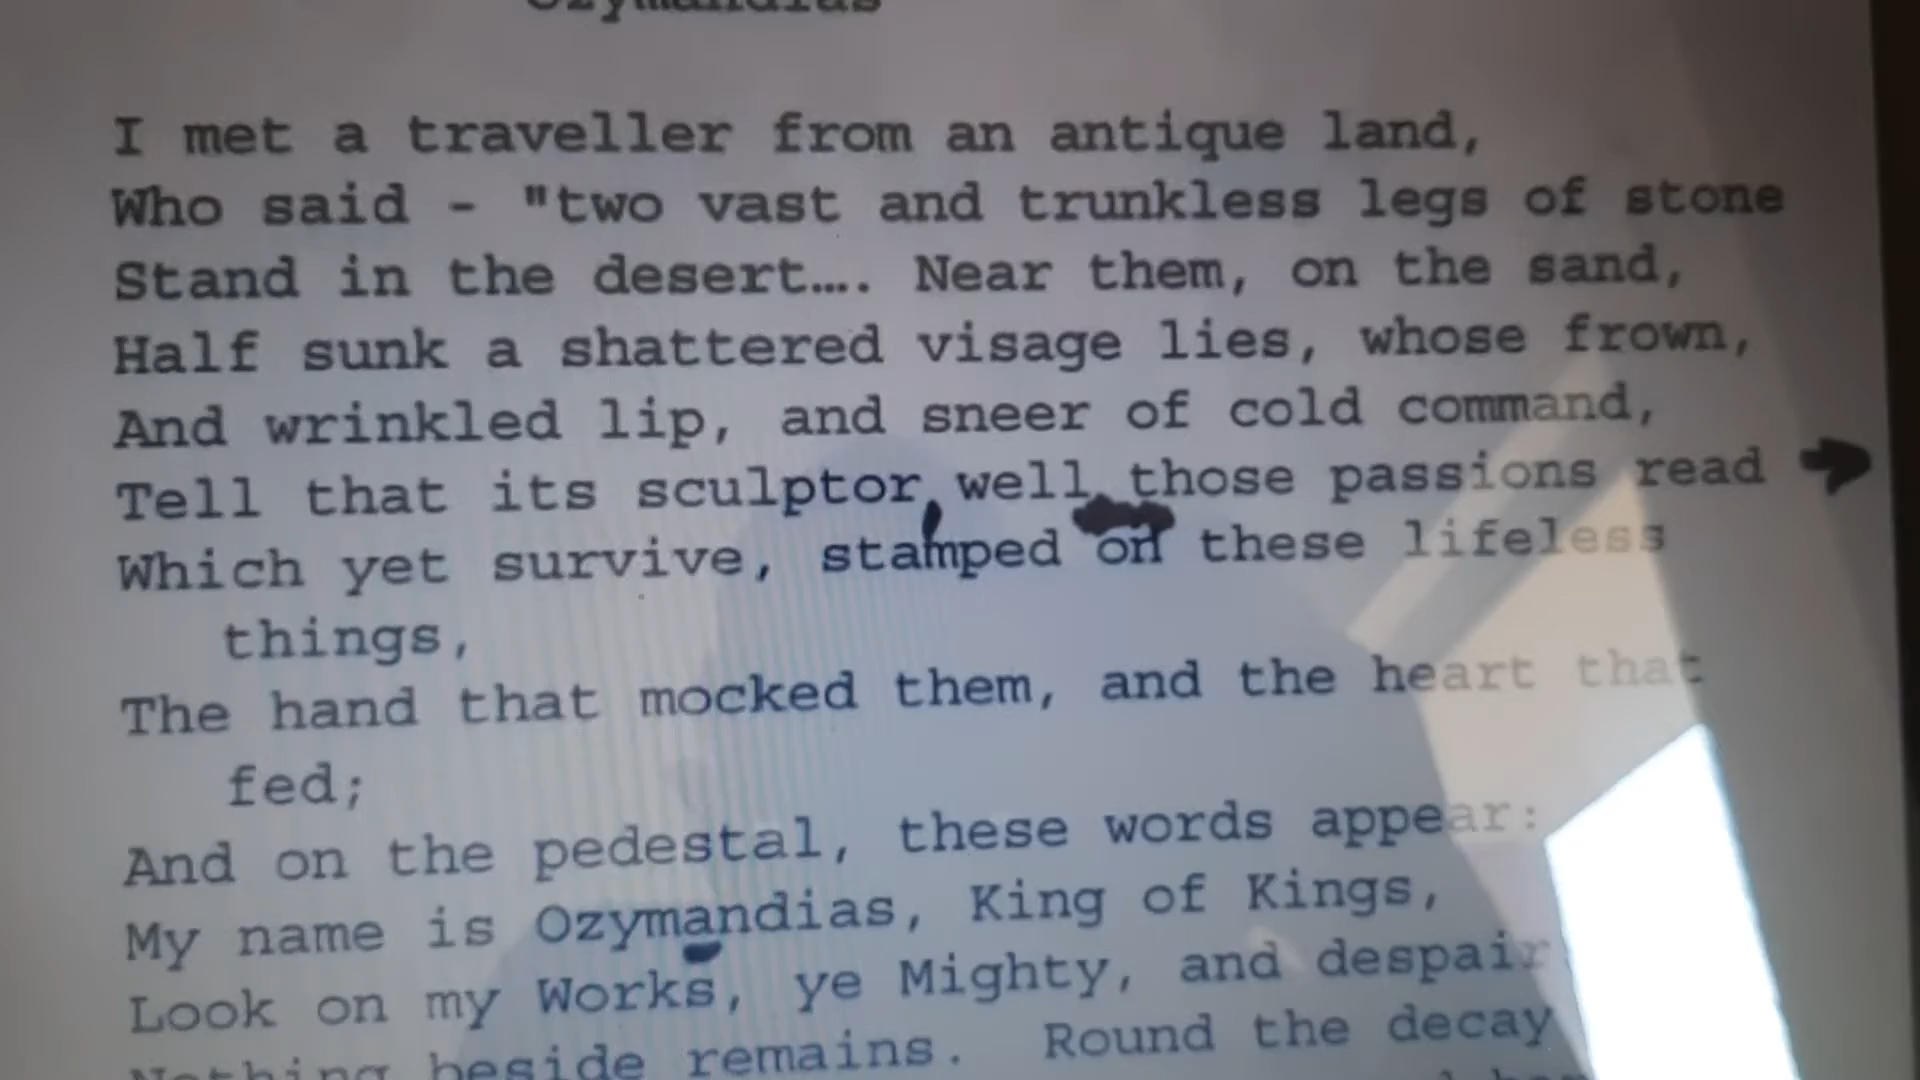 Ozymandias
I met a traveller from an antique land,
Who said - "two vast and trunkless legs of stone
Stand in the desert…. Near them, on the sand,
Half sunk a shattered visage lies, whose frown,
And wrinkled lip, and sneer of cold command,
Tell that its sculptor well those passions read
Which yet survive, stamped on these lifeless
things,
The hand that mocked them, and the heart that
fed;
And on the pedestal, these words appear:
My name is Ozymandias, King of Kings,
Look on my Works, ye Mighty, and despair
Nothing beside remains. Round the decay